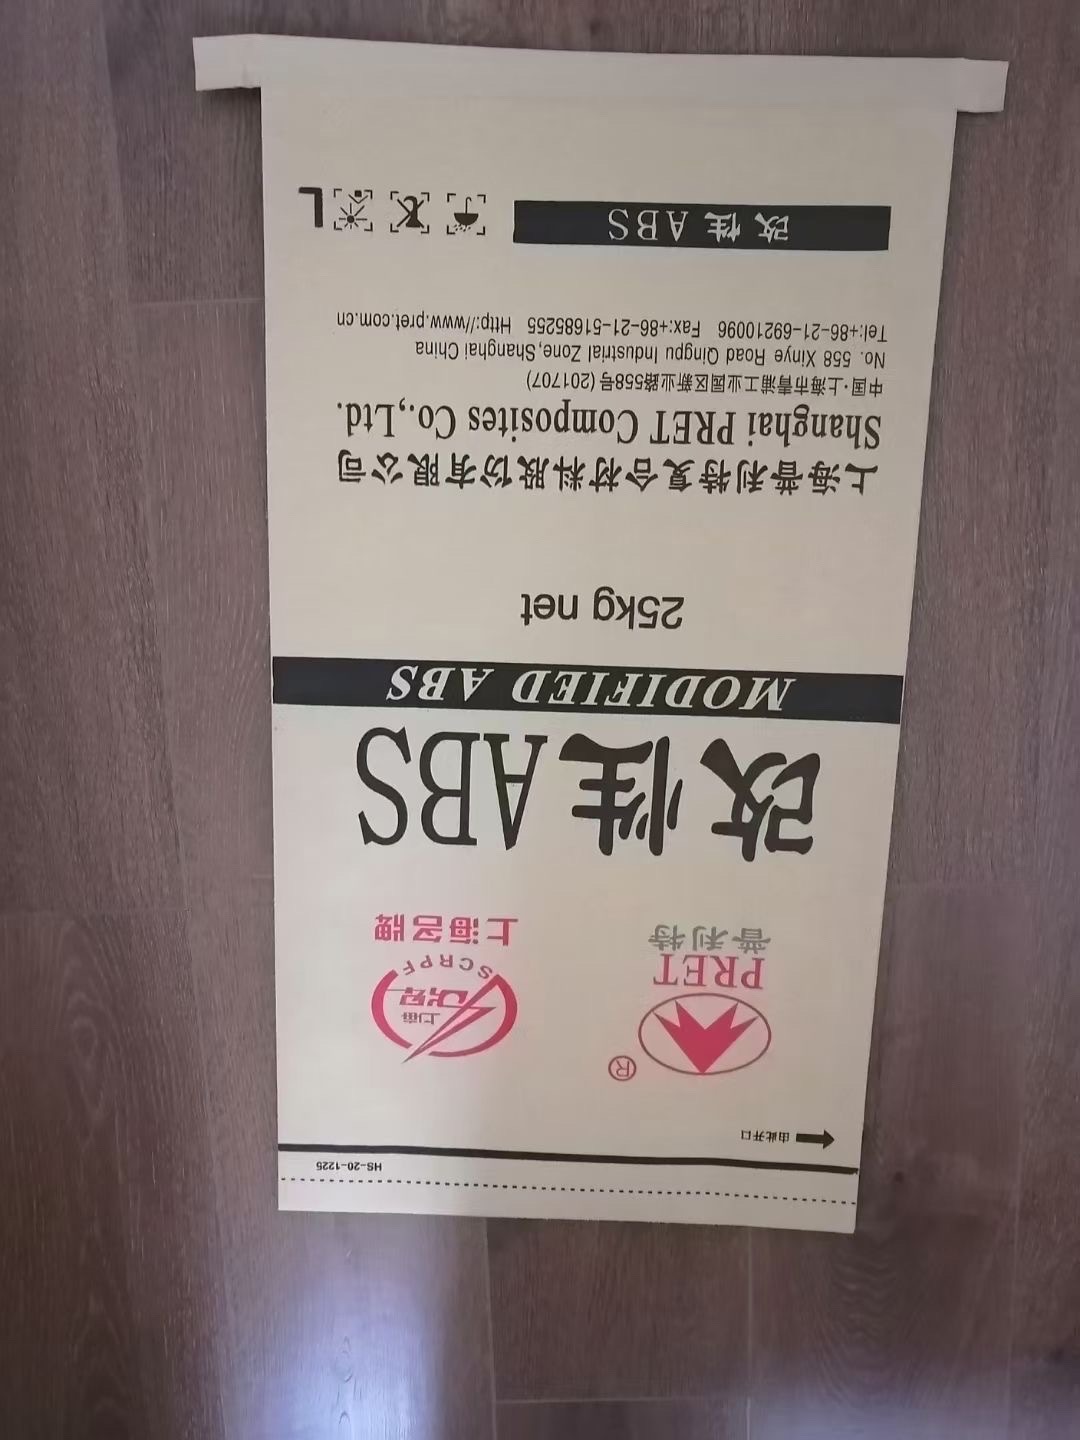 HS-20-1225
由此开口
®
PRET
普利特
SCRPF
上海名牌
改性ABS
MODIFIED ABS
25kg net
上海普利特复合材料股份有限公司
Shanghai PRET Composites Co.,Ltd.
中国·上海市青浦工业园区新业路558号(201707)
No. 558 Xinye Road Qingpu Industrial Zone,Shanghai China
Tel:+86-21-69210096 Fax:+86-21-51685255 Http://www.pret.com.cn
改性ABS
L